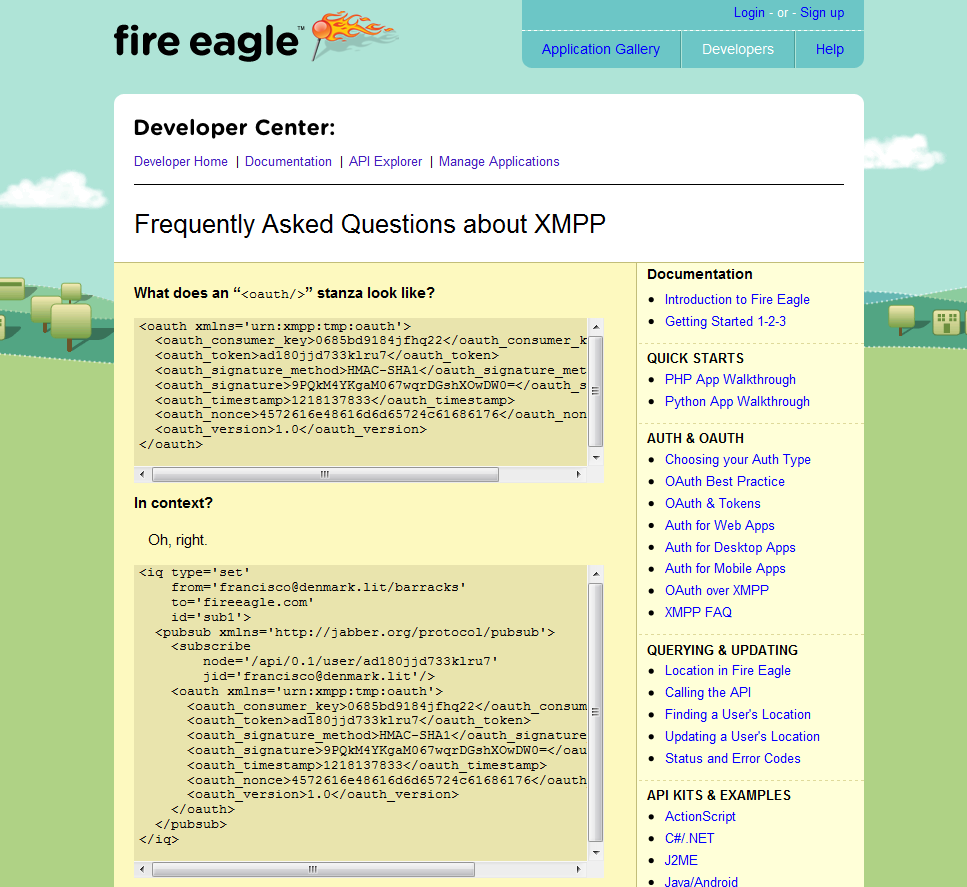 fire eagle™
Login - or - Sign up
Application Gallery
Developers
Help
Developer Center:
Developer Home | Documentation | API Explorer | Manage Applications
Frequently Asked Questions about XMPP
What does an “<oauth/>” stanza look like?
<oauth xmlns='urn:xmpp:tmp:oauth'>
<oauth_consumer_key>0685bd9184jfhq22</oauth_consumer_k
<oauth_token>ad180jjd733klru7</oauth_token>
<oauth_signature_method>HMAC-SHA1</oauth_signature_met
<oauth_signature>9PQkM4YKgaM067wqrDGshXOwDW0=</oauth_s
<oauth_timestamp>1218137833</oauth_timestamp>
<oauth_nonce>4572616e48616d6d65724c61686176</oauth_non
<oauth_version>1.0</oauth_version>
</oauth>
In context?
Oh, right.
<iq type='set'
from='francisco@denmark.lit/barracks'
to='fireeagle.com'
id='sub1'>
<pubsub xmlns='http://jabber.org/protocol/pubsub'>
<subscribe
node='/api/0.1/user/ad180jjd733klru7'
jid='francisco@denmark.lit'/>
<oauth xmlns='urn:xmpp:tmp:oauth'>
<oauth_consumer_key>0685bd9184jfhq22</oauth_consum
<oauth_token>ad180jjd733klru7</oauth_token>
<oauth_signature_method>HMAC-SHA1</oauth_signature
<oauth_signature>9PQkM4YKgaM067wqrDGshXOwDW0=</oau
<oauth_timestamp>1218137833</oauth_timestamp>
<oauth_nonce>4572616e48616d6d65724c61686176</oauth
<oauth_version>1.0</oauth_version>
</oauth>
</pubsub>
</iq>
Documentation
Introduction to Fire Eagle
Getting Started 1-2-3
QUICK STARTS
PHP App Walkthrough
Python App Walkthrough
AUTH & OAUTH
Choosing your Auth Type
OAuth Best Practice
OAuth & Tokens
Auth for Web Apps
Auth for Desktop Apps
Auth for Mobile Apps
OAuth over XMPP
XMPP FAQ
QUERYING & UPDATING
Location in Fire Eagle
Calling the API
Finding a User's Location
Updating a User's Location
Status and Error Codes
API KITS & EXAMPLES
ActionScript
C#/.NET
J2ME
Java/Android